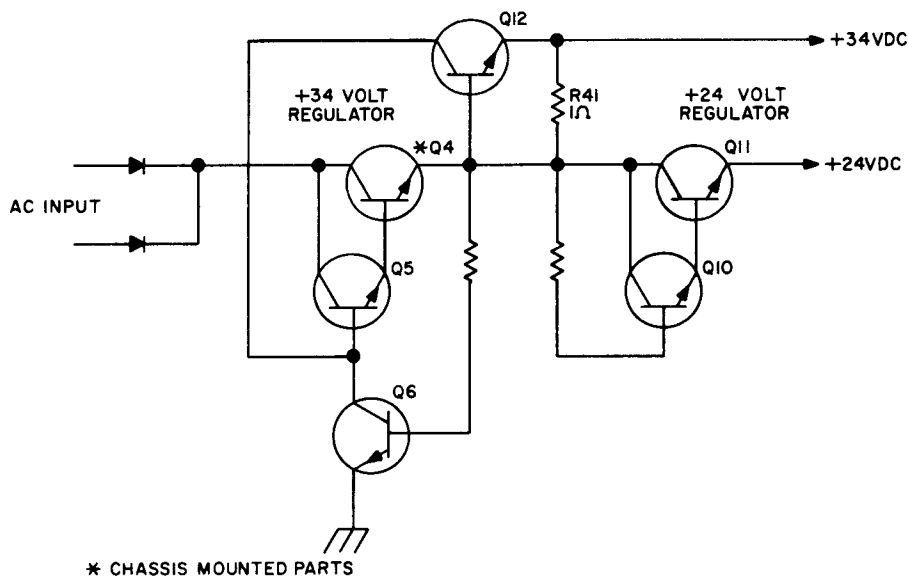 Q12
+34VDC
+34 VOLT
REGULATOR
R41
1Ω
+24 VOLT
REGULATOR
*Q4
Q11
+24VDC
AC INPUT
Q5
Q10
Q6
* CHASSIS MOUNTED PARTS